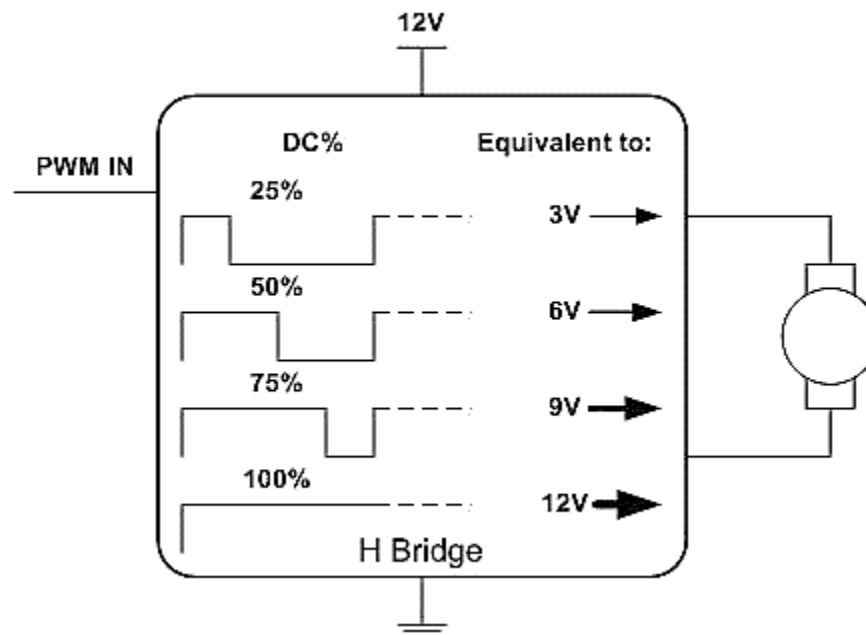 12V
DC% Equivalent to:
PWM IN
25% 3V
50% 6V
75% 9V
100% 12V
H Bridge